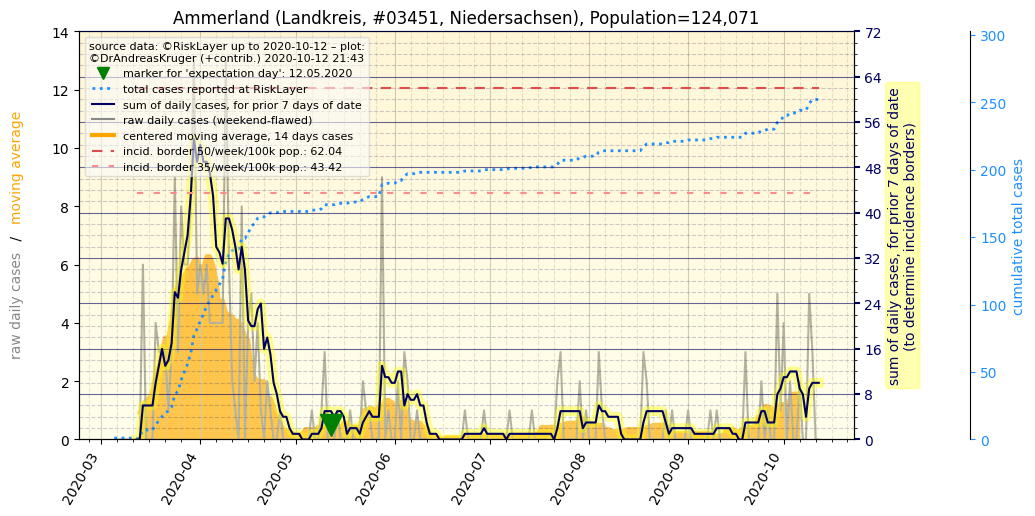 Ammerland (Landkreis, #03451, Niedersachsen), Population=124,071
source data: ©RiskLayer up to 2020-10-12 – plot:
©DrAndreasKruger (+contrib.) 2020-10-12 21:43
marker for 'expectation day': 12.05.2020
total cases reported at RiskLayer
sum of daily cases, for prior 7 days of date
raw daily cases (weekend-flawed)
centered moving average, 14 days cases
incid. border 50/week/100k pop.: 62.04
incid. border 35/week/100k pop.: 43.42
raw daily cases / moving average
14
12
10
8
6
4
2
0
72
64
56
48
40
32
24
16
8
0
sum of daily cases, for prior 7 days of date
(to determine incidence borders)
300
250
200
150
100
50
0
cumulative total cases
2020-03
2020-04
2020-05
2020-06
2020-07
2020-08
2020-09
2020-10